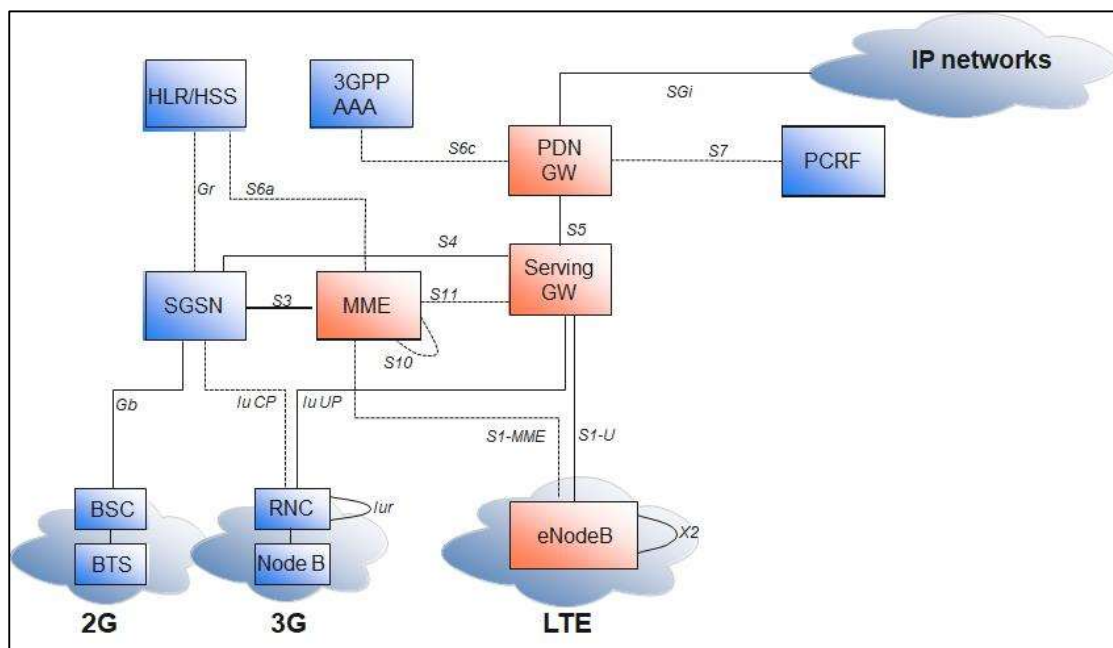 IP networks
HLR/HSS
3GPP
AAA
SGi
PDN
GW
S6c
S7
PCRF
Gr
S6a
S5
S4
Serving
GW
SGSN
S3
MME
S11
S10
Gb
Iu CP
Iu UP
S1-MME
S1-U
BSC
RNC
Iur
eNodeB
X2
BTS
Node B
2G
3G
LTE